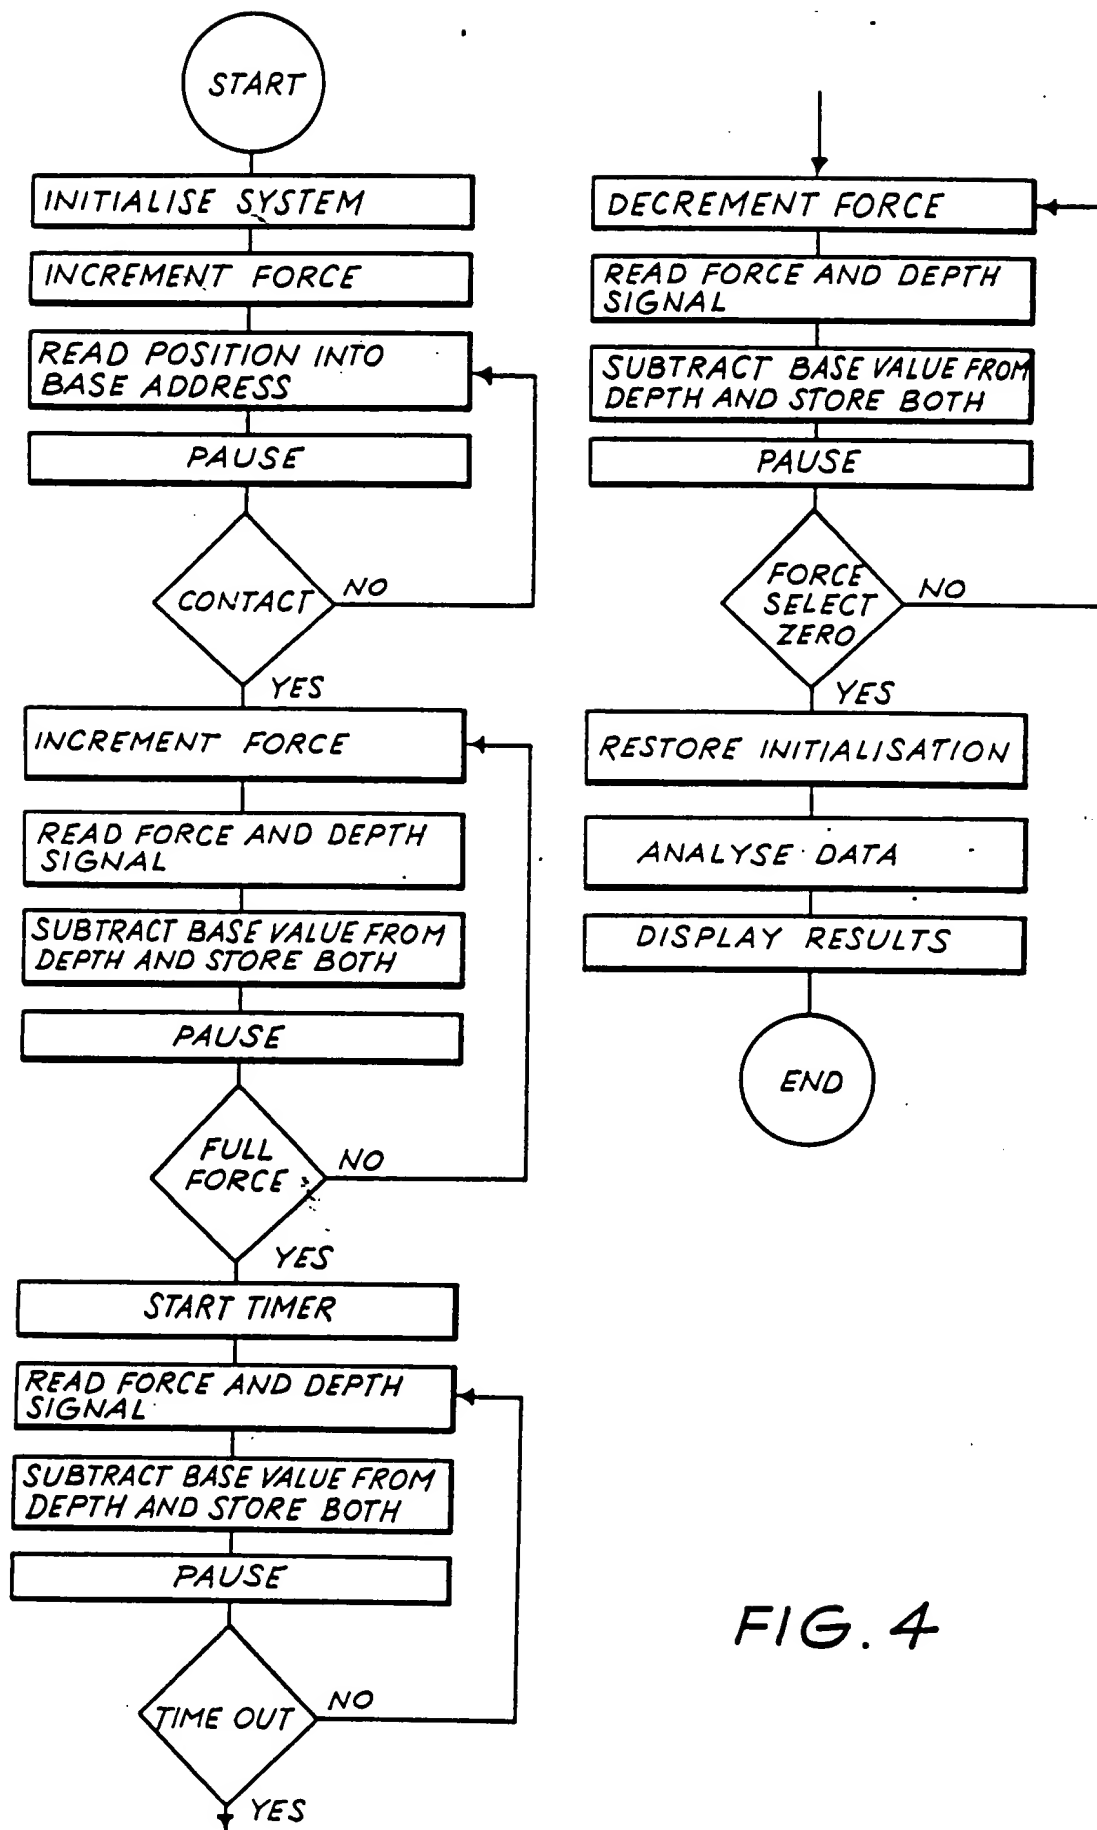 START
INITIALISE SYSTEM
INCREMENT FORCE
READ POSITION INTO
BASE ADDRESS
PAUSE
CONTACT
NO
YES
INCREMENT FORCE
READ FORCE AND DEPTH
SIGNAL
SUBTRACT BASE VALUE FROM
DEPTH AND STORE BOTH
PAUSE
FULL
FORCE
NO
YES
START TIMER
READ FORCE AND DEPTH
SIGNAL
SUBTRACT BASE VALUE FROM
DEPTH AND STORE BOTH
PAUSE
TIME OUT
NO
YES
DECREMENT FORCE
READ FORCE AND DEPTH
SIGNAL
SUBTRACT BASE VALUE FROM
DEPTH AND STORE BOTH
PAUSE
FORCE
SELECT
ZERO
NO
YES
RESTORE INITIALISATION
ANALYSE DATA
DISPLAY RESULTS
END
FIG. 4